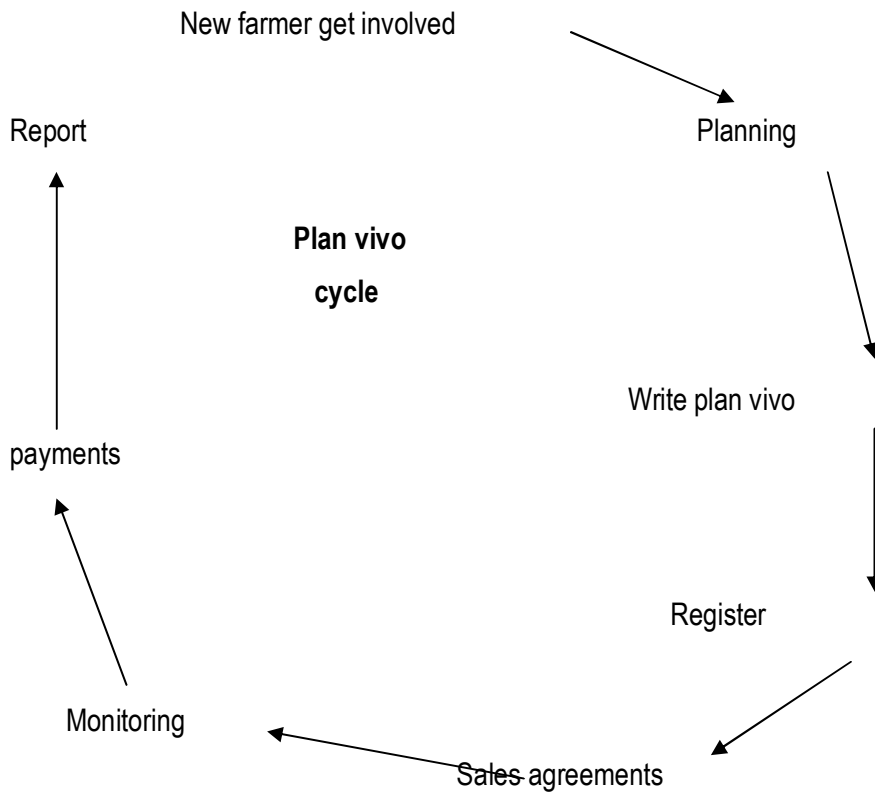 New farmer get involved
Report
Planning
Plan vivo
cycle
Write plan vivo
payments
Register
Monitoring
Sales agreements